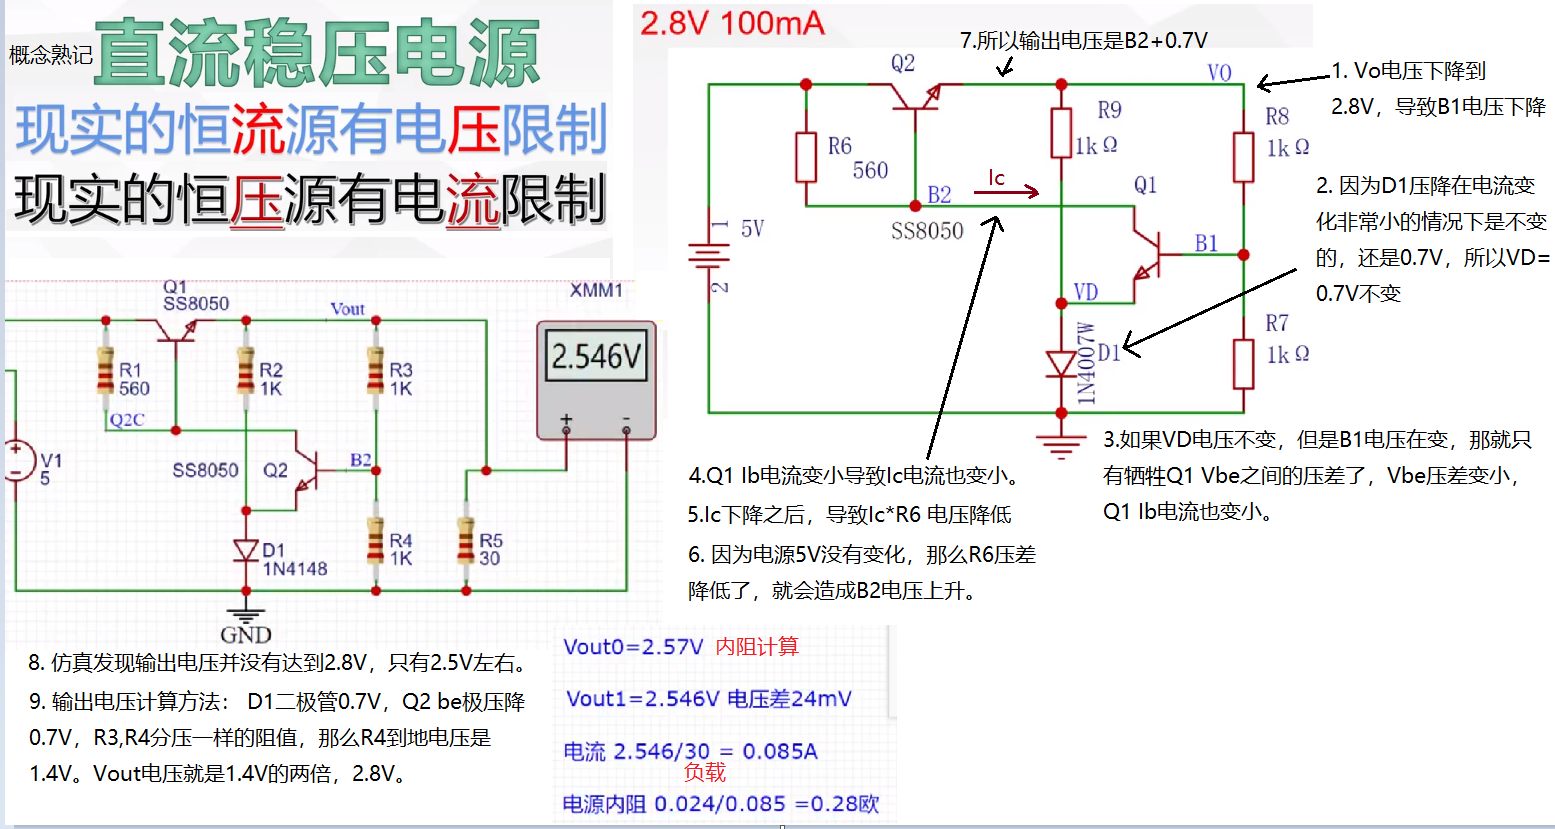 概念熟记
直流稳压电源
现实的恒流源有电压限制
现实的恒压源有电流限制
2.8V 100mA
7.所以输出电压是B2+0.7V
Q2
VO
R6
560
B2
SS8050
Ic
R9
1kΩ
Q1
B1
R8
1kΩ
1
5V
2
VD
D1
1N4007W
R7
1kΩ
1. Vo电压下降到
2.8V，导致B1电压下降
2. 因为D1压降在电流变
化非常小的情况下是不变
的，还是0.7V，所以VD=
0.7V不变
3.如果VD电压不变，但是B1电压在变，那就只
有牺牲Q1 Vbe之间的压差了，Vbe压差变小，
Q1 Ib电流也变小。
4.Q1 Ib电流变小导致Ic电流也变小。
5.Ic下降之后，导致Ic*R6 电压降低
6. 因为电源5V没有变化，那么R6压差
降低了，就会造成B2电压上升。
Q1
SS8050
Vout
XMM1
2.546V
+
-
R1
560
R2
1K
R3
1K
Q2C
SS8050
Q2
B2
+
-
V1
5
D1
1N4148
R4
1K
R5
30
GND
8. 仿真发现输出电压并没有达到2.8V，只有2.5V左右。
9. 输出电压计算方法： D1二极管0.7V，Q2 be极压降
0.7V，R3,R4分压一样的阻值，那么R4到地电压是
1.4V。Vout电压就是1.4V的两倍，2.8V。
Vout0=2.57V 内阻计算
Vout1=2.546V 电压差24mV
电流 2.546/30 = 0.085A
负载
电源内阻 0.024/0.085 =0.28欧